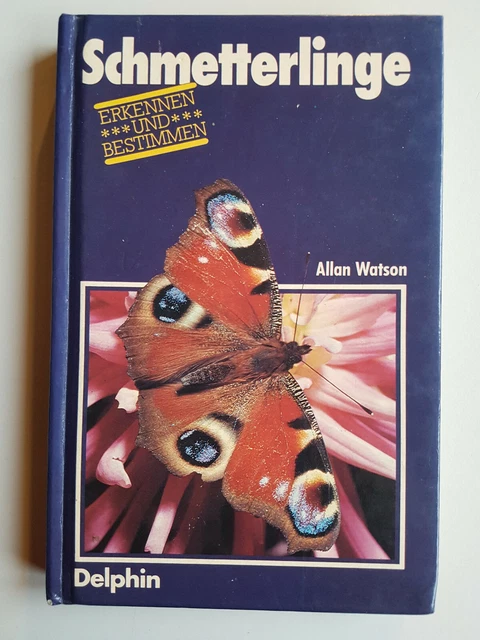 Schmetterlinge
ERKENNEN
***UND***
BESTIMMEN
Allan Watson
Delphin